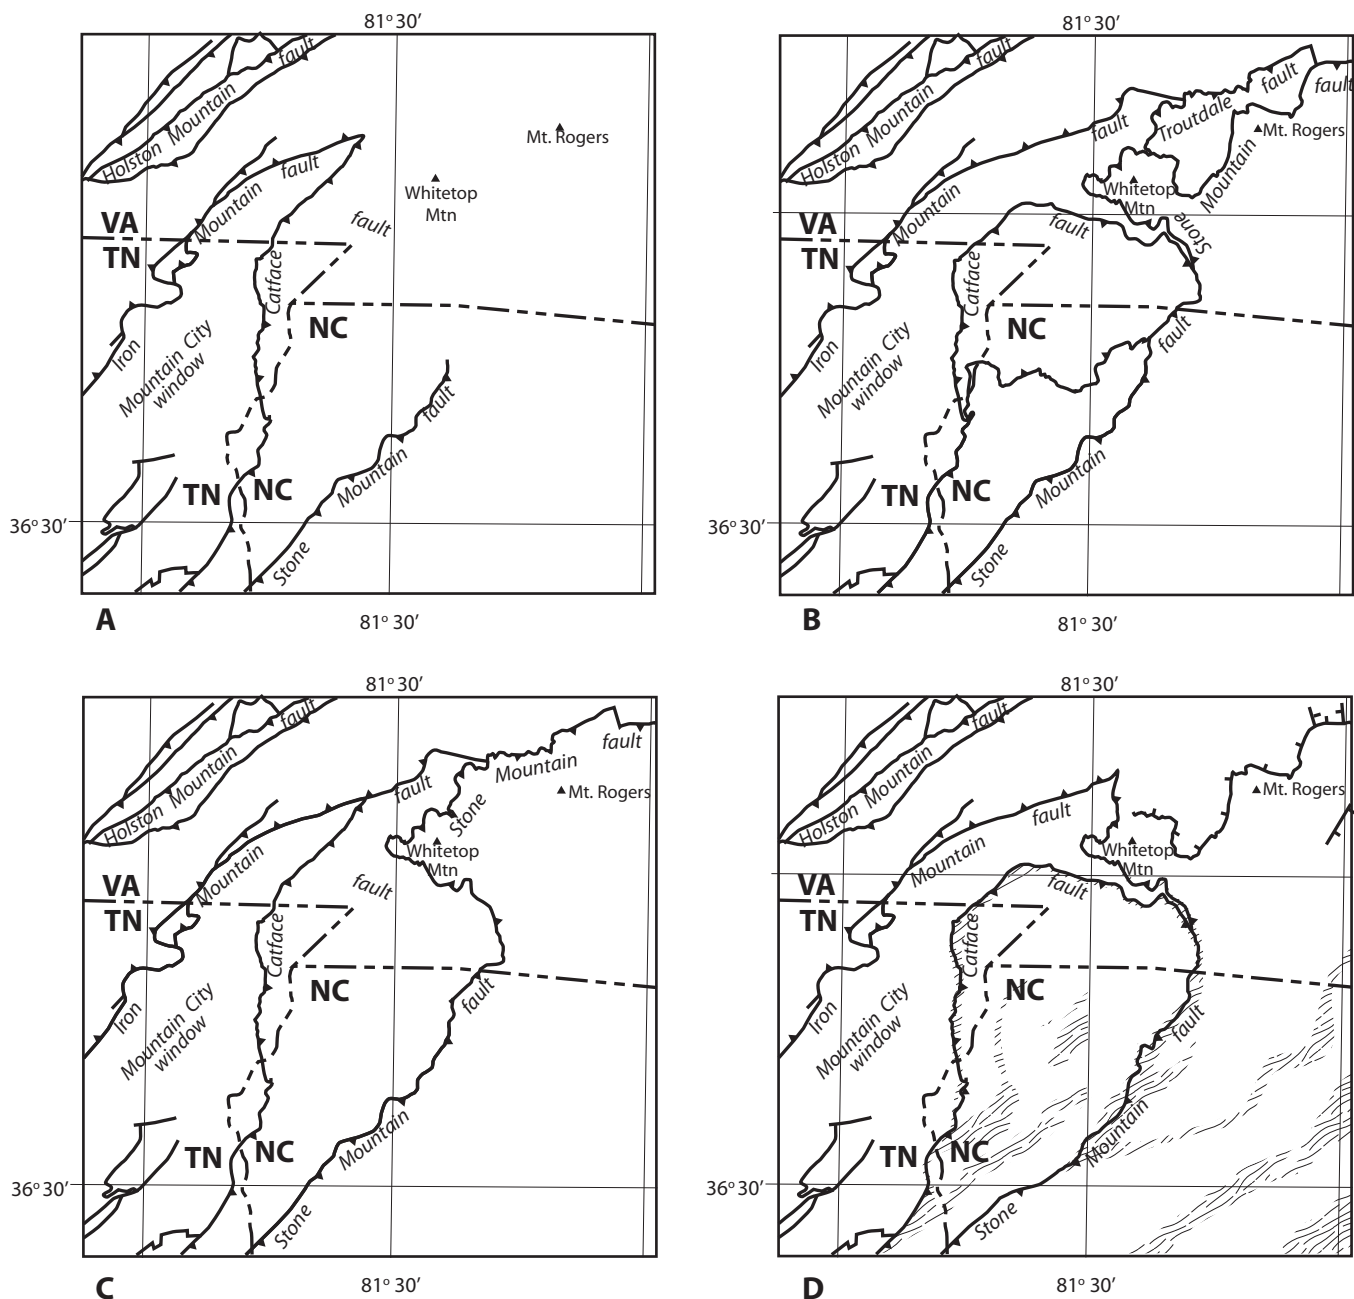 81° 30'
fault
Holston Mountain
Mt. Rogers
Whitetop
Mtn
Mountain
fault
fault
VA
TN
Catface
NC
Iron
Mountain City
window
fault
Mountain
TN
NC
36° 30'
Stone
A
81° 30'
81° 30'
fault
Holston Mountain
fault
fault
Troutdale
fault
Mt. Rogers
Mountain
Whitetop
Mtn
Stone
Mountain
fault
VA
TN
Catface
NC
fault
Iron
Mountain City
window
Mountain
TN
NC
36° 30'
Stone
B
81° 30'
81° 30'
fault
Holston Mountain
fault
Mountain
fault
Mt. Rogers
Stone
Whitetop
Mtn
Mountain
fault
VA
TN
Catface
NC
fault
Iron
Mountain City
window
Mountain
TN
NC
36° 30'
Stone
C
81° 30'
81° 30'
fault
Holston Mountain
Mt. Rogers
fault
Whitetop
Mtn
Mountain
fault
VA
TN
Catface
NC
fault
Iron
Mountain City
window
Mountain
TN
NC
36° 30'
Stone
D
81° 30'